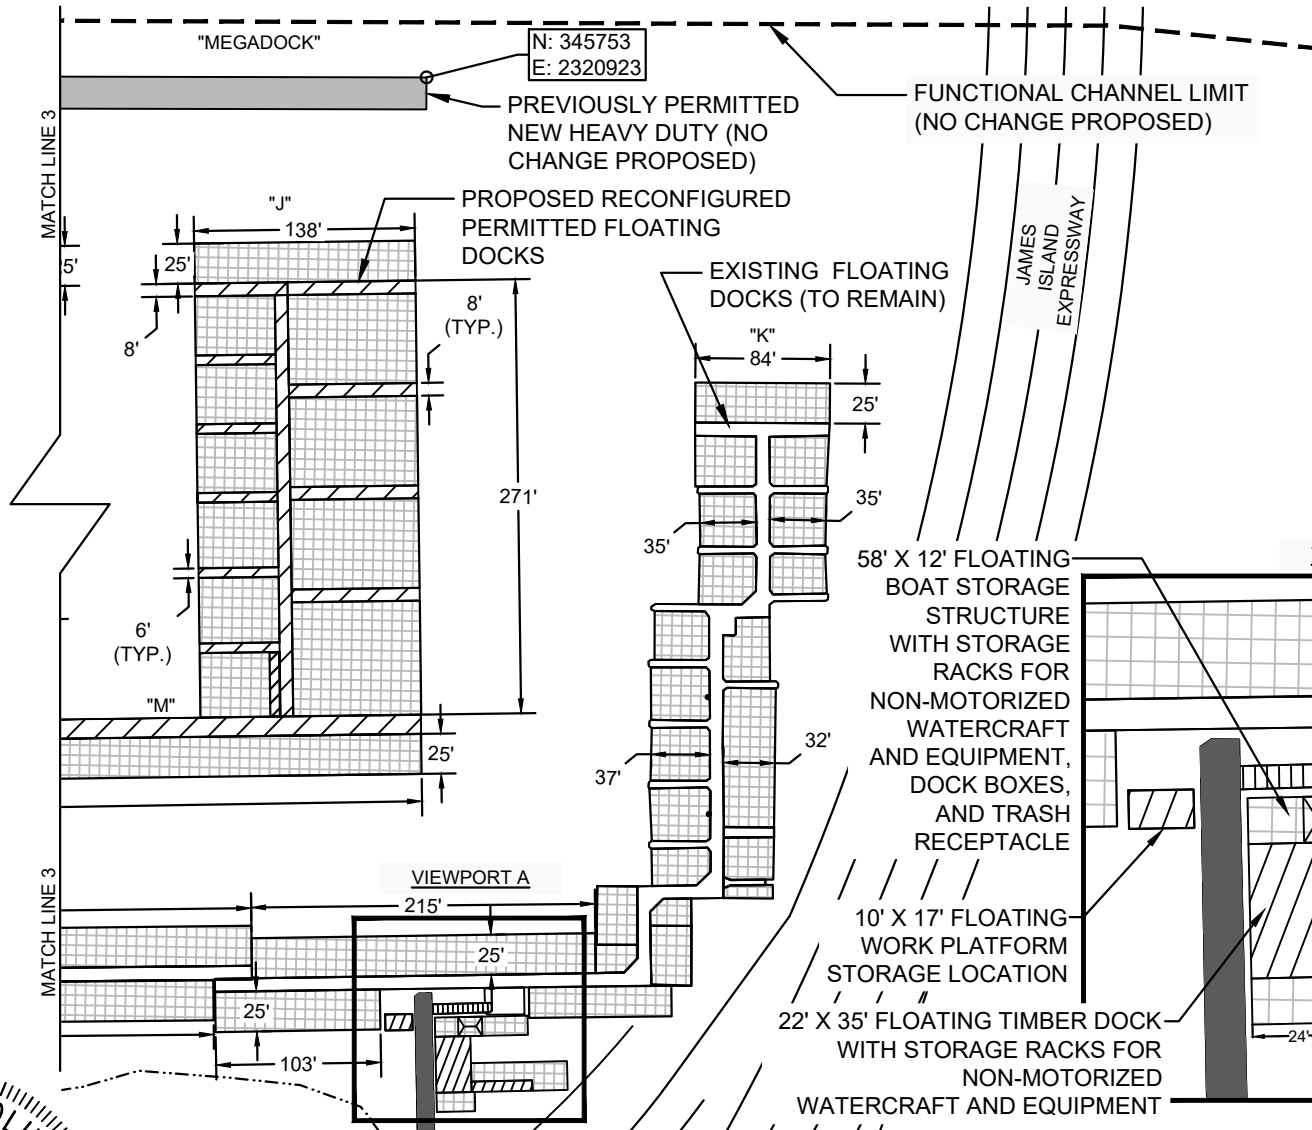 "MEGADOCK"
N: 345753
E: 2320923
PREVIOUSLY PERMITTED
NEW HEAVY DUTY (NO
CHANGE PROPOSED)
FUNCTIONAL CHANNEL LIMIT
(NO CHANGE PROPOSED)
MATCH LINE 3
"J"
138'
PROPOSED RECONFIGURED
PERMITTED FLOATING
DOCKS
5'
25'
8'
8'
(TYP.)
EXISTING FLOATING
DOCKS (TO REMAIN)
JAMES
ISLAND
EXPRESSWAY
"K"
84'
25'
271'
35'
35'
6'
(TYP.)
"M"
25'
37'
32'
58' X 12' FLOATING
BOAT STORAGE
STRUCTURE
WITH STORAGE
RACKS FOR
NON-MOTORIZED
WATERCRAFT
AND EQUIPMENT,
DOCK BOXES,
AND TRASH
RECEPTACLE
MATCH LINE 3
VIEWPORT A
215'
25'
25'
103'
10' X 17' FLOATING
WORK PLATFORM
STORAGE LOCATION
22' X 35' FLOATING TIMBER DOCK
WITH STORAGE RACKS FOR
NON-MOTORIZED
WATERCRAFT AND EQUIPMENT
24'